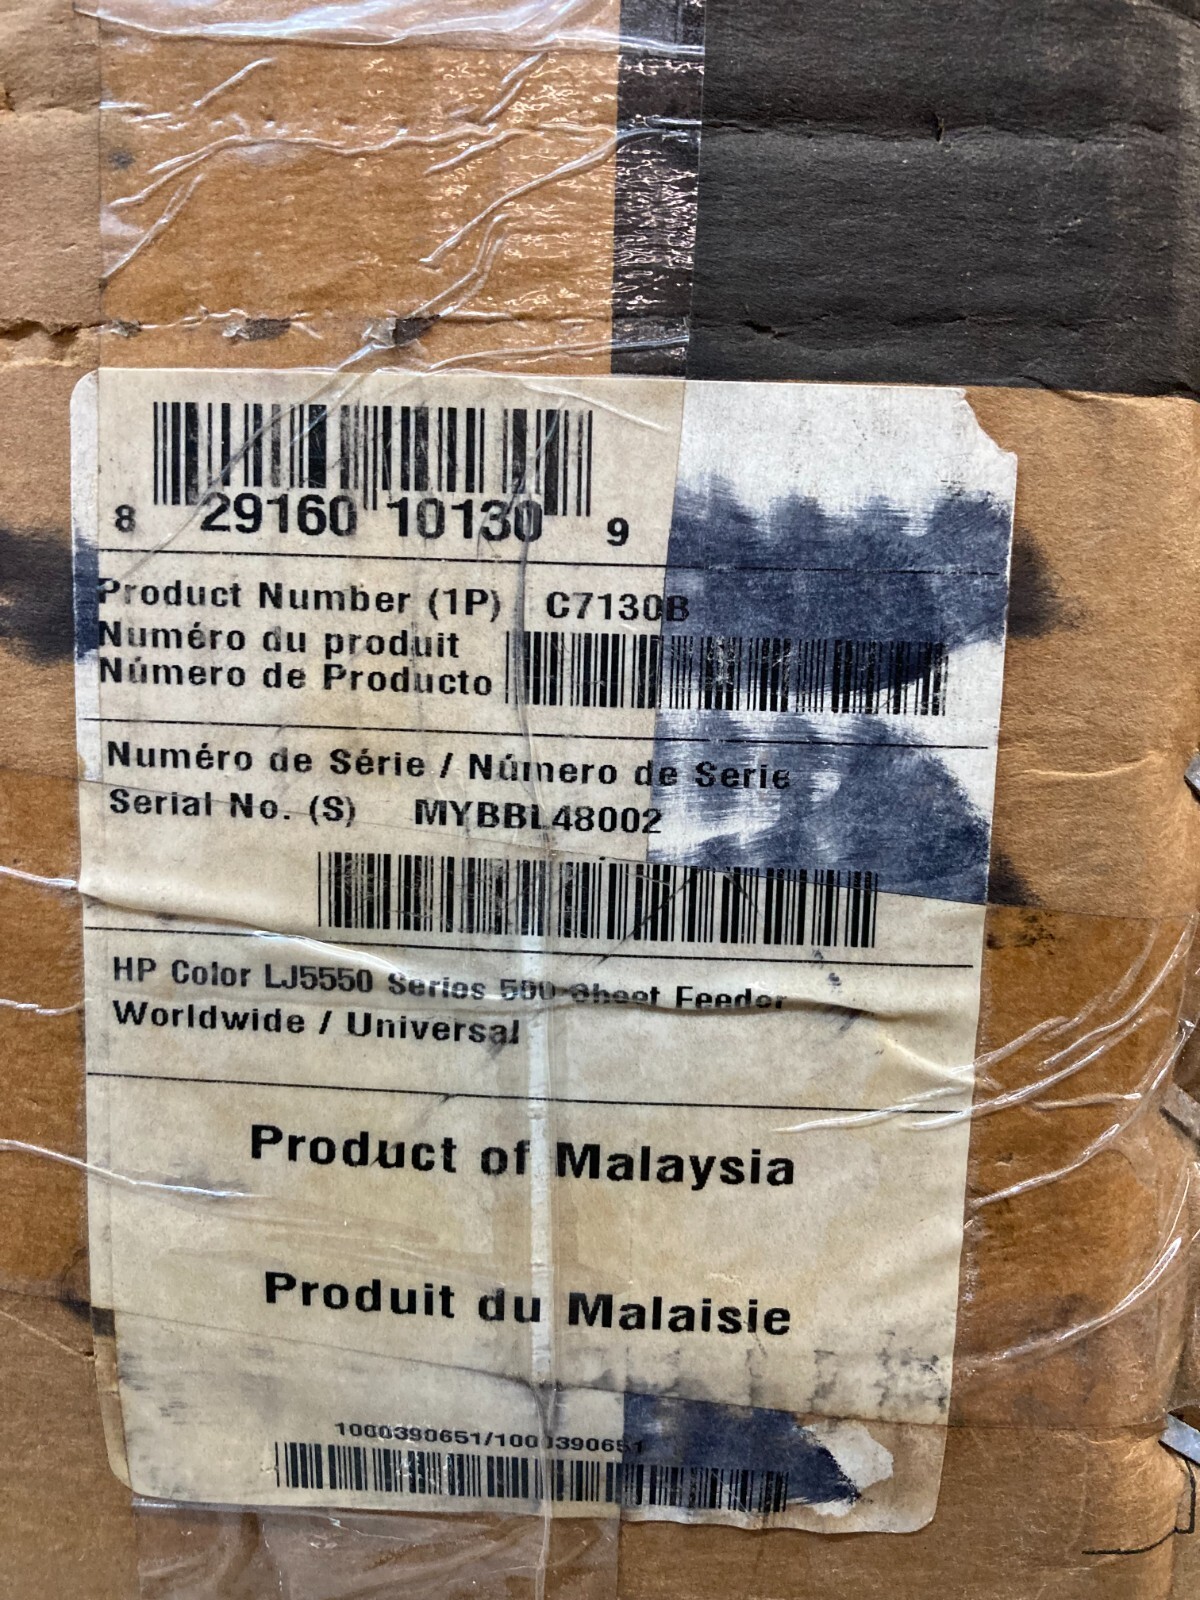 8 29160 10130 9
Product Number (1P) C7130B
Numéro du produit
Número de Producto
Numéro de Série / Número de Serie
Serial No. (S) MYBBL48002
HP Color LJ5550 Series 500-Sheet Feeder
Worldwide / Universal
Product of Malaysia
Produit du Malaisie
1000390651/1000390651